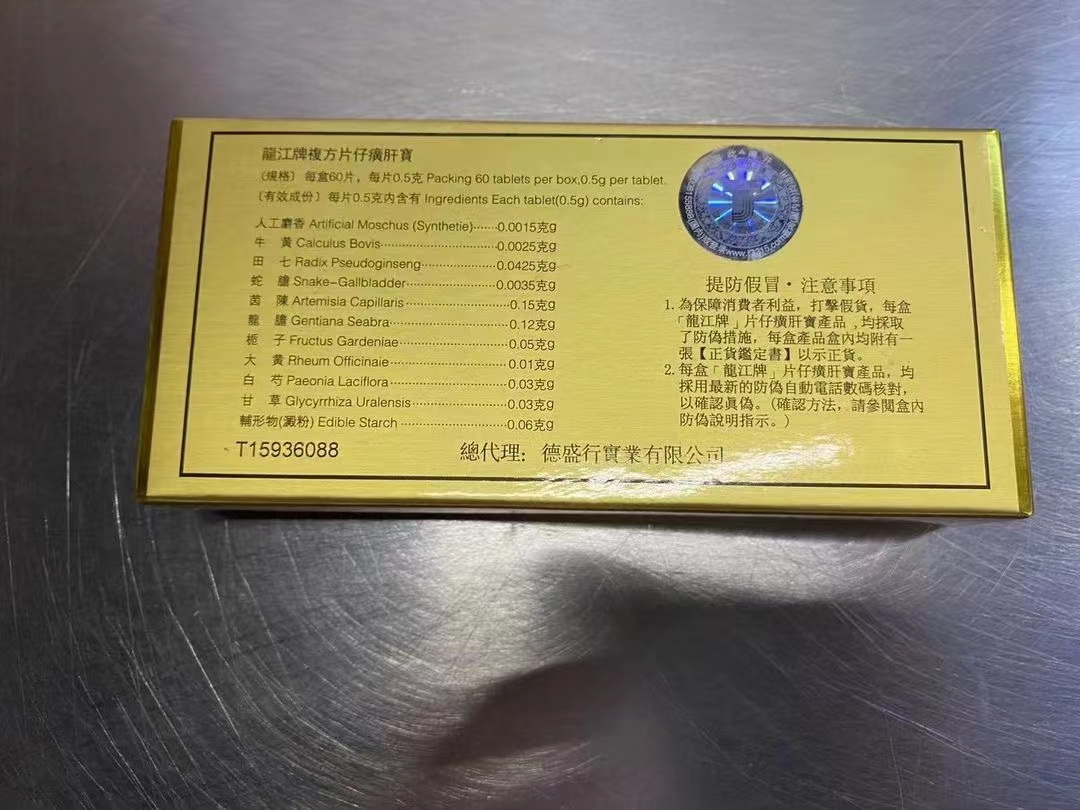 龍江牌複方片仔癀肝寶
〔規格〕每盒60片，每片0.5克 Packing 60 tablets per box,0.5g per tablet.
〔有效成份〕每片0.5克内含有 Ingredients Each tablet(0.5g) contains:
人工麝香 Artificial Moschus (Synthetie)·······0.0015克g
牛 黄 Calculus Bovis·······0.0025克g
田 七 Radix Pseudoginseng·······0.0425克g
蛇 膽 Snake–Gallbladder·······0.0035克g
茵 陳 Artemisia Capillaris·······0.15克g
龍 膽 Gentiana Seabra·······0.12克g
梔 子 Fructus Gardeniae·······0.05克g
大 黄 Rheum Officinaie·······0.01克g
白 芍 Paeonia Laciflora·······0.03克g
甘 草 Glycyrrhiza Uralensis·······0.03克g
輔形物(澱粉) Edible Starch·······0.06克g
T15936088
總代理：德盛行實業有限公司
www.t3315.com
提防假冒·注意事項
1. 為保障消費者利益，打擊假貨，每盒
「龍江牌」片仔癀肝寶產品，均採取
了防偽措施，每盒產品盒內均附有一
張【正貨鑑定書】以示正貨。
2. 每盒「龍江牌」片仔癀肝寶產品，均
採用最新的防偽自動電話數碼核對，
以確認真偽。（確認方法，請參閱盒內
防偽說明指示。）